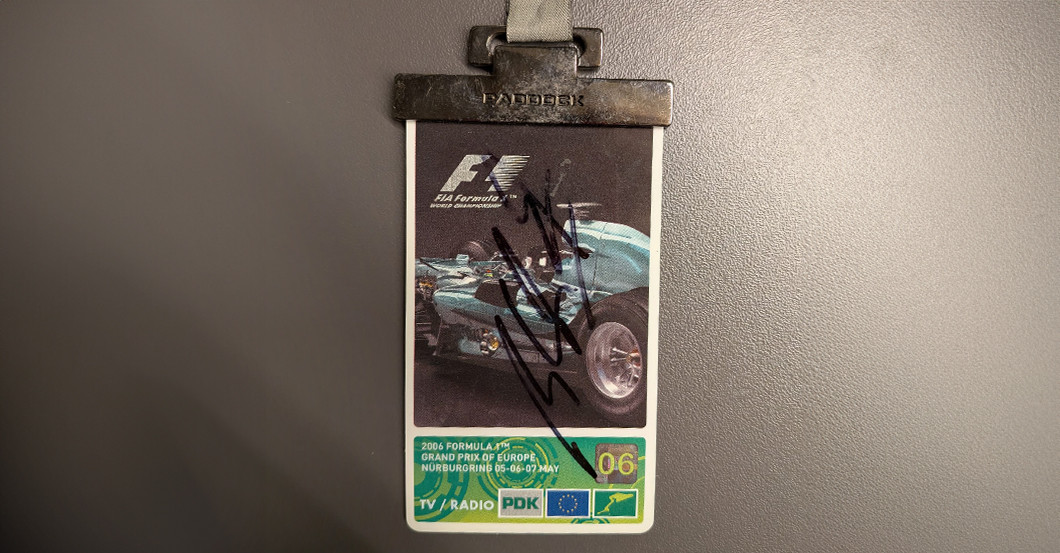 PADDOCK
F1
FIA Formula 1™
WORLD CHAMPIONSHIP
2006 FORMULA 1™
GRAND PRIX OF EUROPE
NÜRBURGRING 05-06-07 MAY
06
TV / RADIO PDK